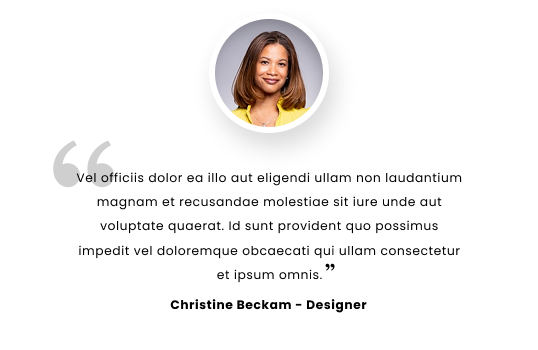 “
Vel officiis dolor ea illo aut eligendi ullam non laudantium
magnam et recusandae molestiae sit iure unde aut
voluptate quaerat. Id sunt provident quo possimus
impedit vel doloremque obcaecati qui ullam consectetur
et ipsum omnis.”
Christine Beckam - Designer